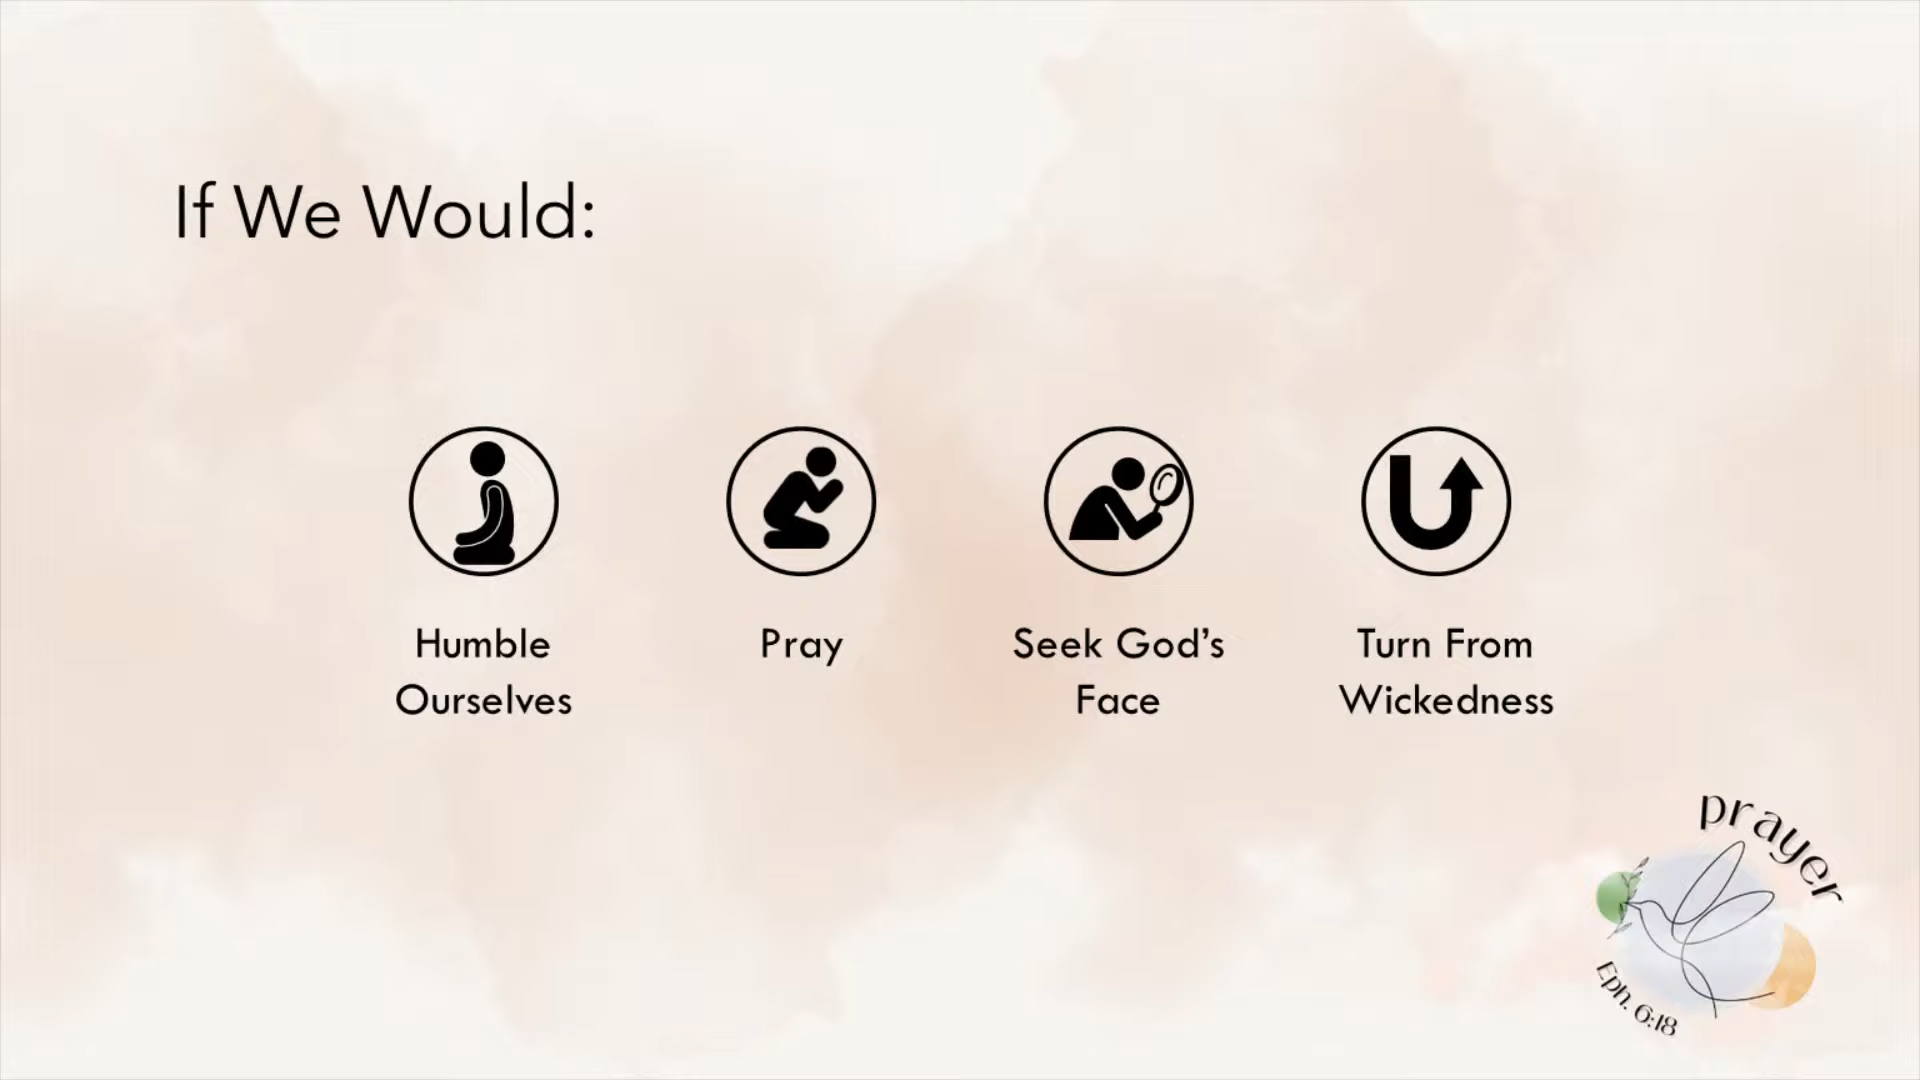 If We Would:
Humble
Ourselves
Pray
Seek God’s
Face
Turn From
Wickedness
prayer
Eph. 6:18